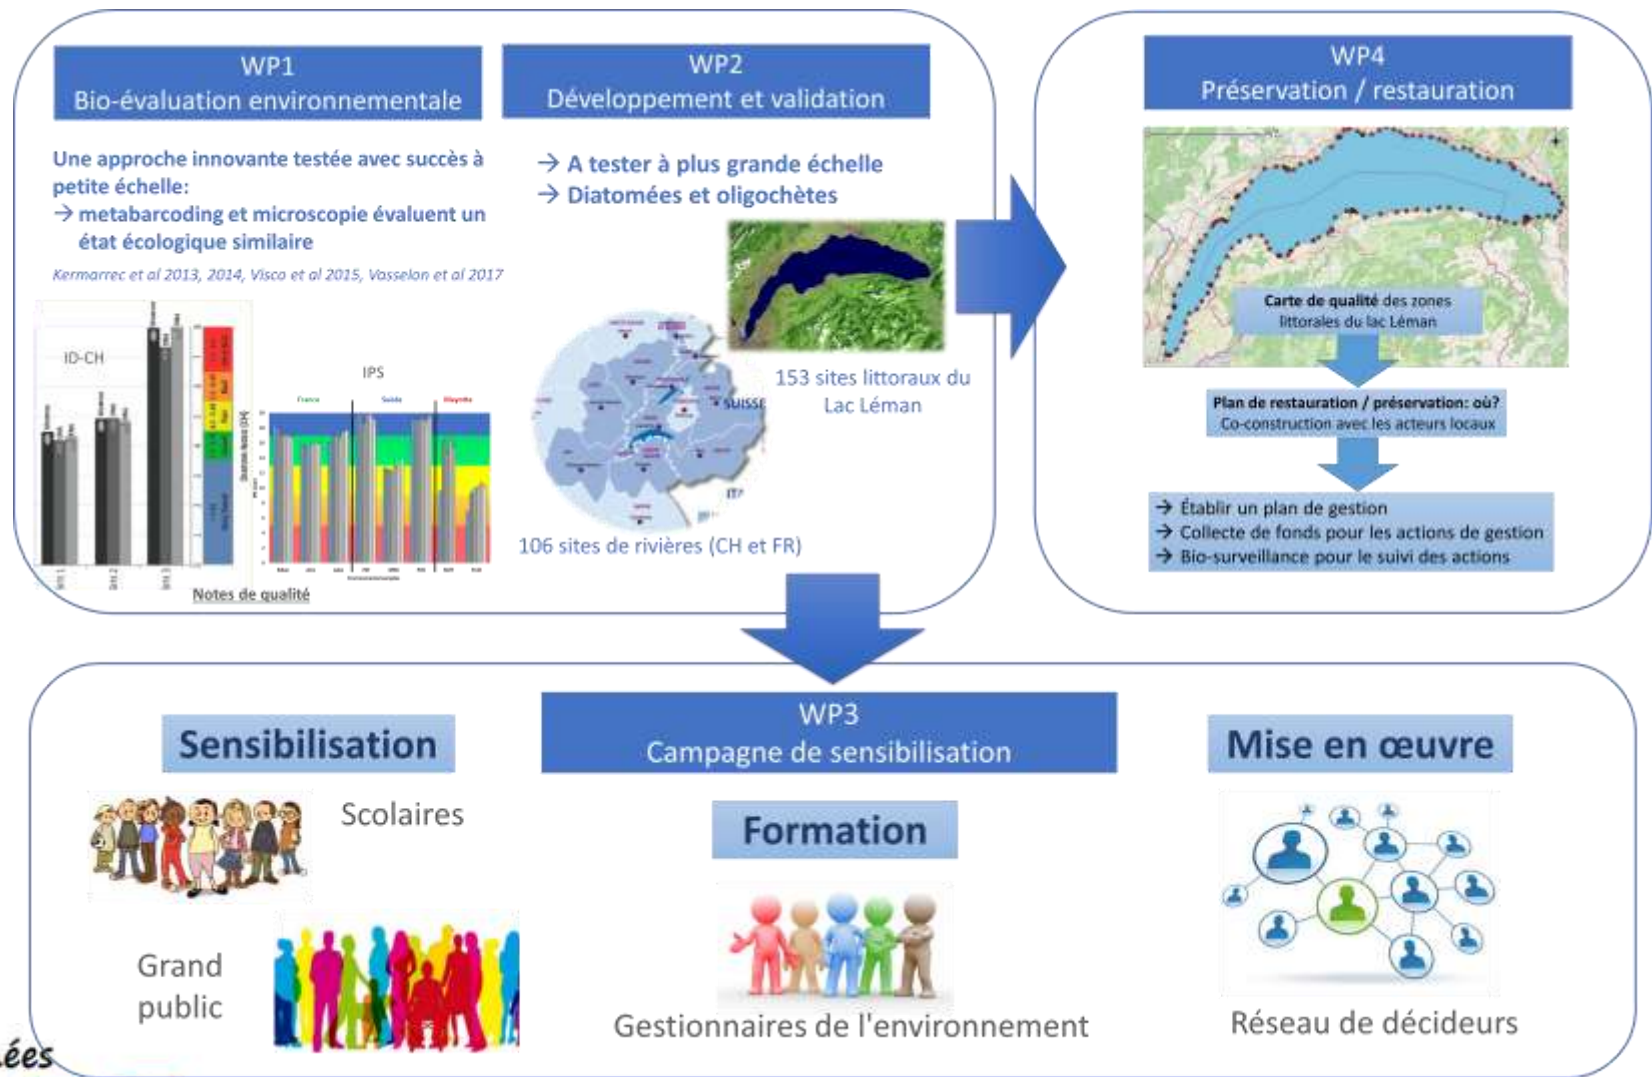 WP1
Bio-évaluation environnementale
Une approche innovante testée avec succès à
petite échelle:
→ metabarcoding et microscopie évaluent un
état écologique similaire
Kermarrec et al 2013, 2014, Visco et al 2015, Vasselon et al 2017
ID-CH
IPS
France
Suisse
Mayotte
Notes de qualité
WP2
Développement et validation
→ A tester à plus grande échelle
→ Diatomées et oligochètes
153 sites littoraux du
Lac Léman
SUISSE
106 sites de rivières (CH et FR)
WP4
Préservation / restauration
Carte de qualité des zones
littorales du lac Léman
Plan de restauration / préservation: où?
Co-construction avec les acteurs locaux
→ Établir un plan de gestion
→ Collecte de fonds pour les actions de gestion
→ Bio-surveillance pour le suivi des actions
WP3
Campagne de sensibilisation
Sensibilisation
Scolaires
Grand
public
Formation
Gestionnaires de l'environnement
Mise en œuvre
Réseau de décideurs
ées